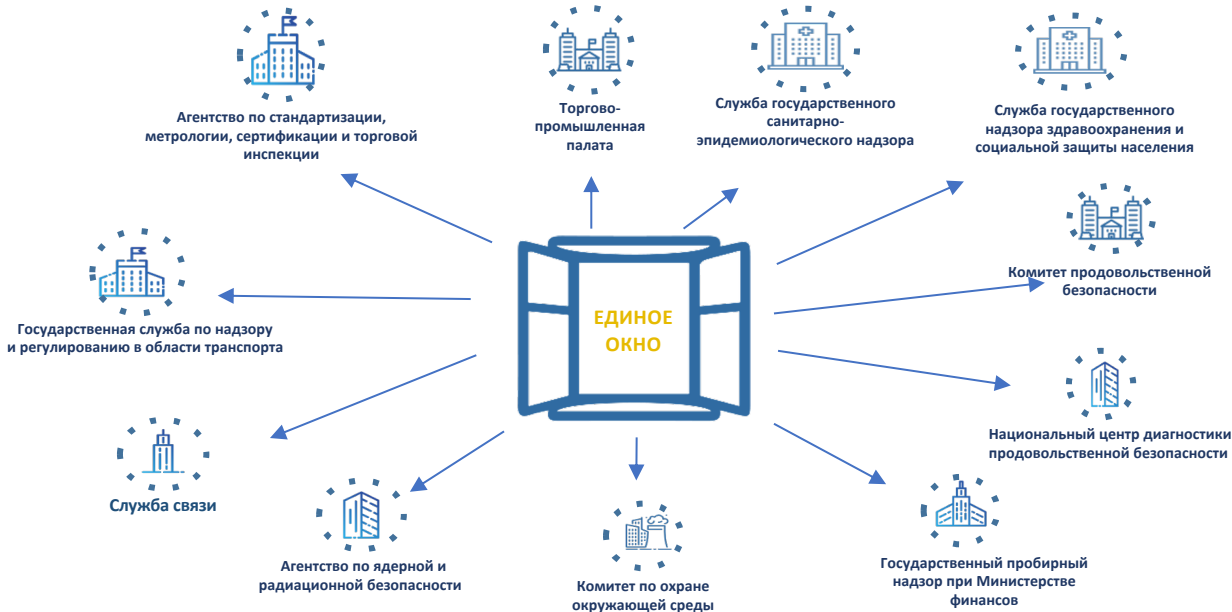 Агентство по стандартизации,
метрологии, сертификации и торговой
инспекции
Торгово-
промышленная
палата
Служба государственного
санитарно-
эпидемиологического надзора
Служба государственного
надзора здравоохранения и
социальной защиты населения
Комитет продовольственной
безопасности
Государственная служба по надзору
и регулированию в области транспорта
ЕДИНОЕ
ОКНО
Национальный центр диагностики
продовольственной безопасности
Служба связи
Агентство по ядерной и
радиационной безопасности
Комитет по охране
окружающей среды
Государственный пробирный
надзор при Министерстве
финансов